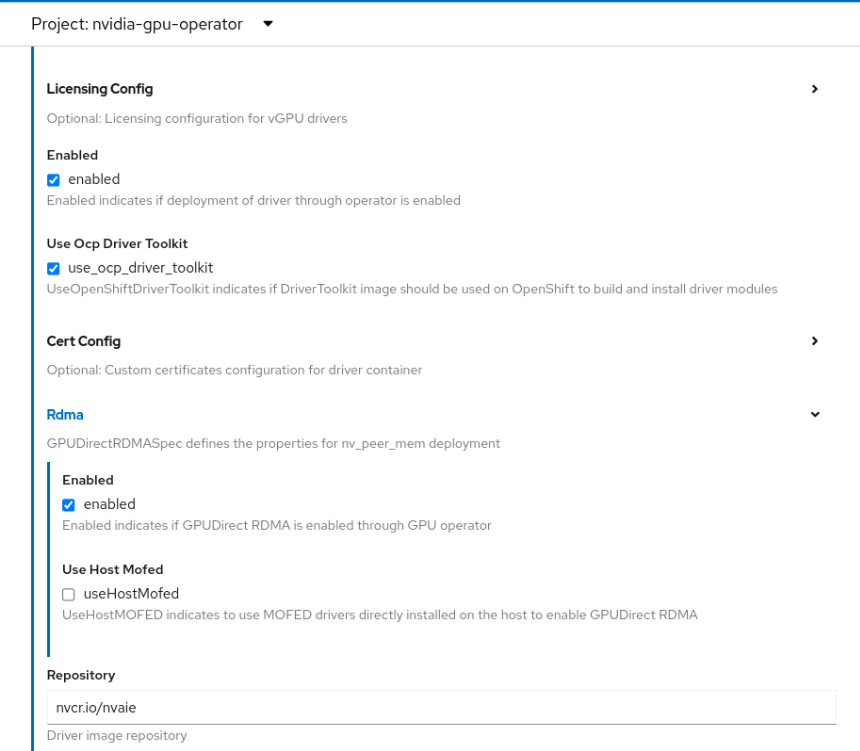 Project: nvidia-gpu-operator
Licensing Config
Optional: Licensing configuration for vGPU drivers
Enabled
enabled
Enabled indicates if deployment of driver through operator is enabled
Use Ocp Driver Toolkit
use_ocp_driver_toolkit
UseOpenShiftDriverToolkit indicates if DriverToolkit image should be used on OpenShift to build and install driver modules
Cert Config
Optional: Custom certificates configuration for driver container
Rdma
GPUDirectRDMASpec defines the properties for nv_peer_mem deployment
Enabled
enabled
Enabled indicates if GPUDirect RDMA is enabled through GPU operator
Use Host Mofed
useHostMofed
UseHostMOFED indicates to use MOFED drivers directly installed on the host to enable GPUDirect RDMA
Repository
nvcr.io/nvaie
Driver image repository